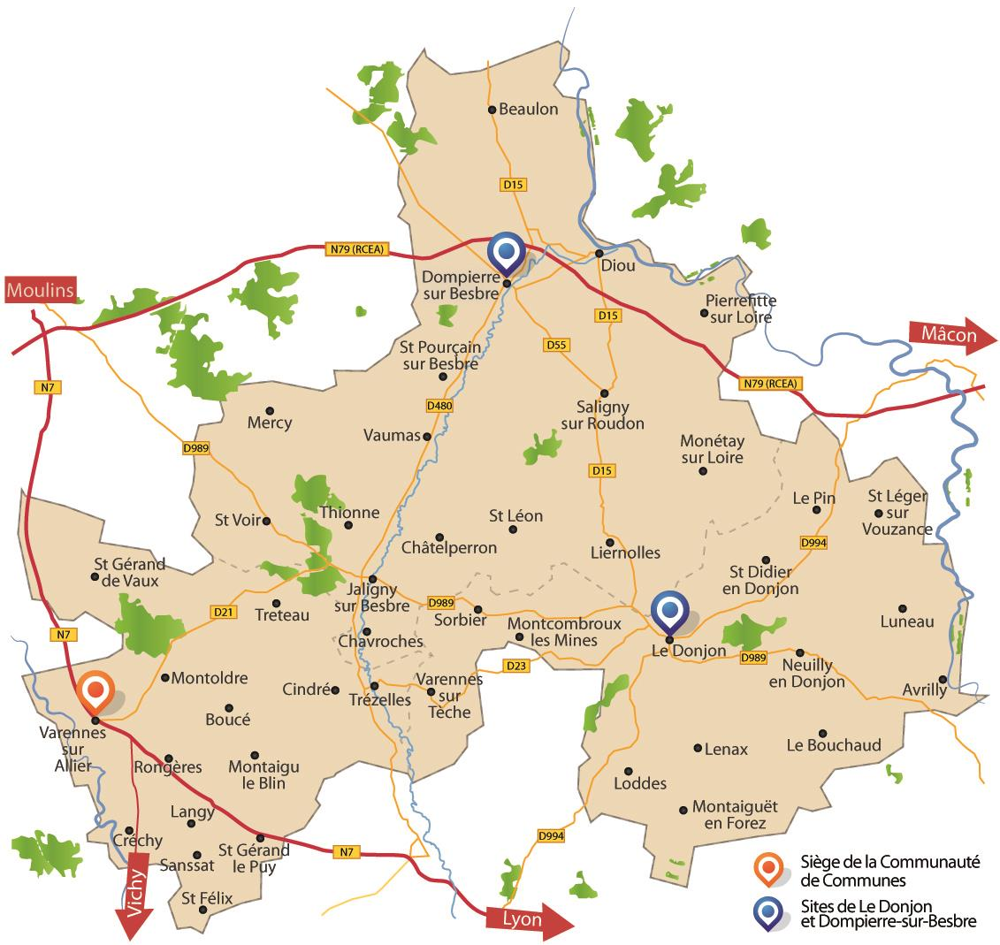 Beaulon
D15
N79 (RCEA)
Dompierre
sur Besbre
Diou
Moulins
Pierrefitte
sur Loire
D15
Mâcon
D55
St Pourçain
sur Besbre
N7
N79 (RCEA)
Saligny
sur Roudon
D480
Mercy
Vaumas
D989
Monétay
sur Loire
D15
Le Pin
St Léger
sur
Vouzance
St Voir
Thionne
St Léon
Châtelperron
Liernolles
D994
St Gérand
de Vaux
St Didier
en Donjon
Jaligny
sur Besbre
D21
Treteau
D989
Sorbier
Luneau
N7
Chavroches
Montcombroux
les Mines
Le Donjon
D989
Neuilly
en Donjon
D23
Montoldre
Cindré
Trézelles
Varennes
sur
Tèche
Avrilly
Boucé
Varennes
sur
Allier
Le Bouchaud
Lenax
Rongères
Montaigu
le Blin
Loddes
Langy
Montaiguët
en Forez
Créchy
D994
St Gérand
le Puy
N7
Sanssat
Vichy
St Félix
Lyon
Siège de la Communauté
de Communes
Sites de Le Donjon
et Dompierre-sur-Besbre